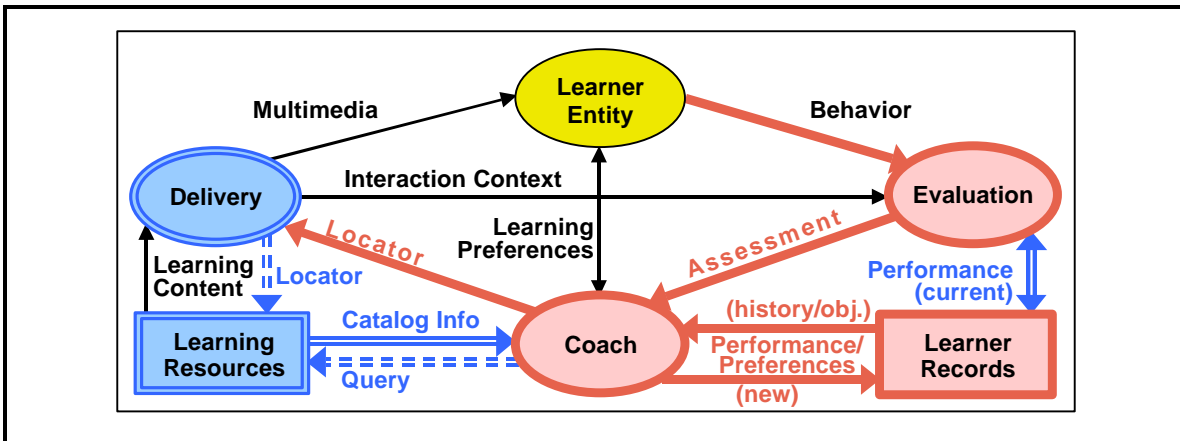 Learner
Entity
Multimedia
Behavior
Delivery
Interaction Context
Evaluation
Learning
Preferences
Locator
Assessment
Learning
Content
Locator
Performance
(current)
Learning
Resources
Catalog Info
Query
Coach
(history/obj.)
Performance/
Preferences
(new)
Learner
Records